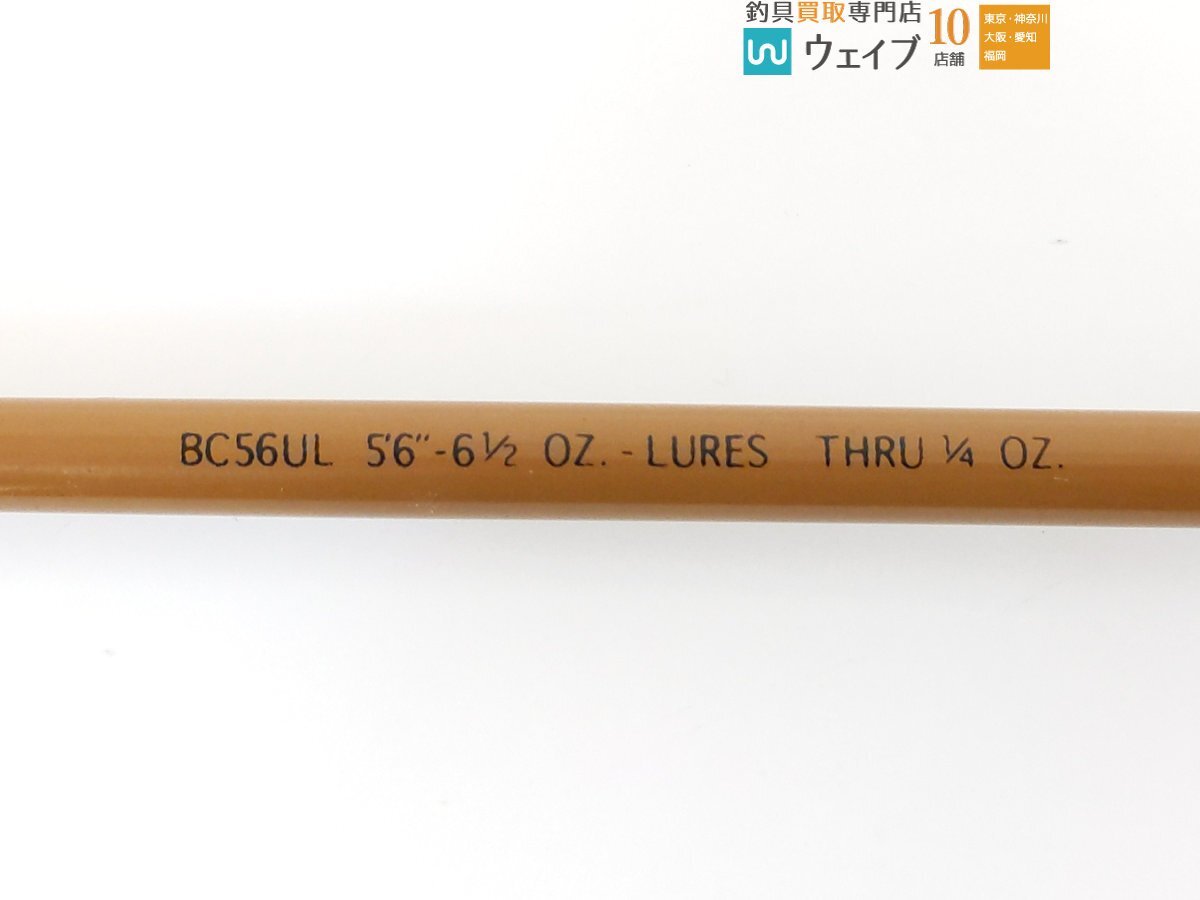 釣具買取専門店
ウェイブ
10
店舗
東京・神奈川
大阪・愛知
福岡
BC56UL 5'6"-6½ OZ. - LURES THRU ¼ OZ.